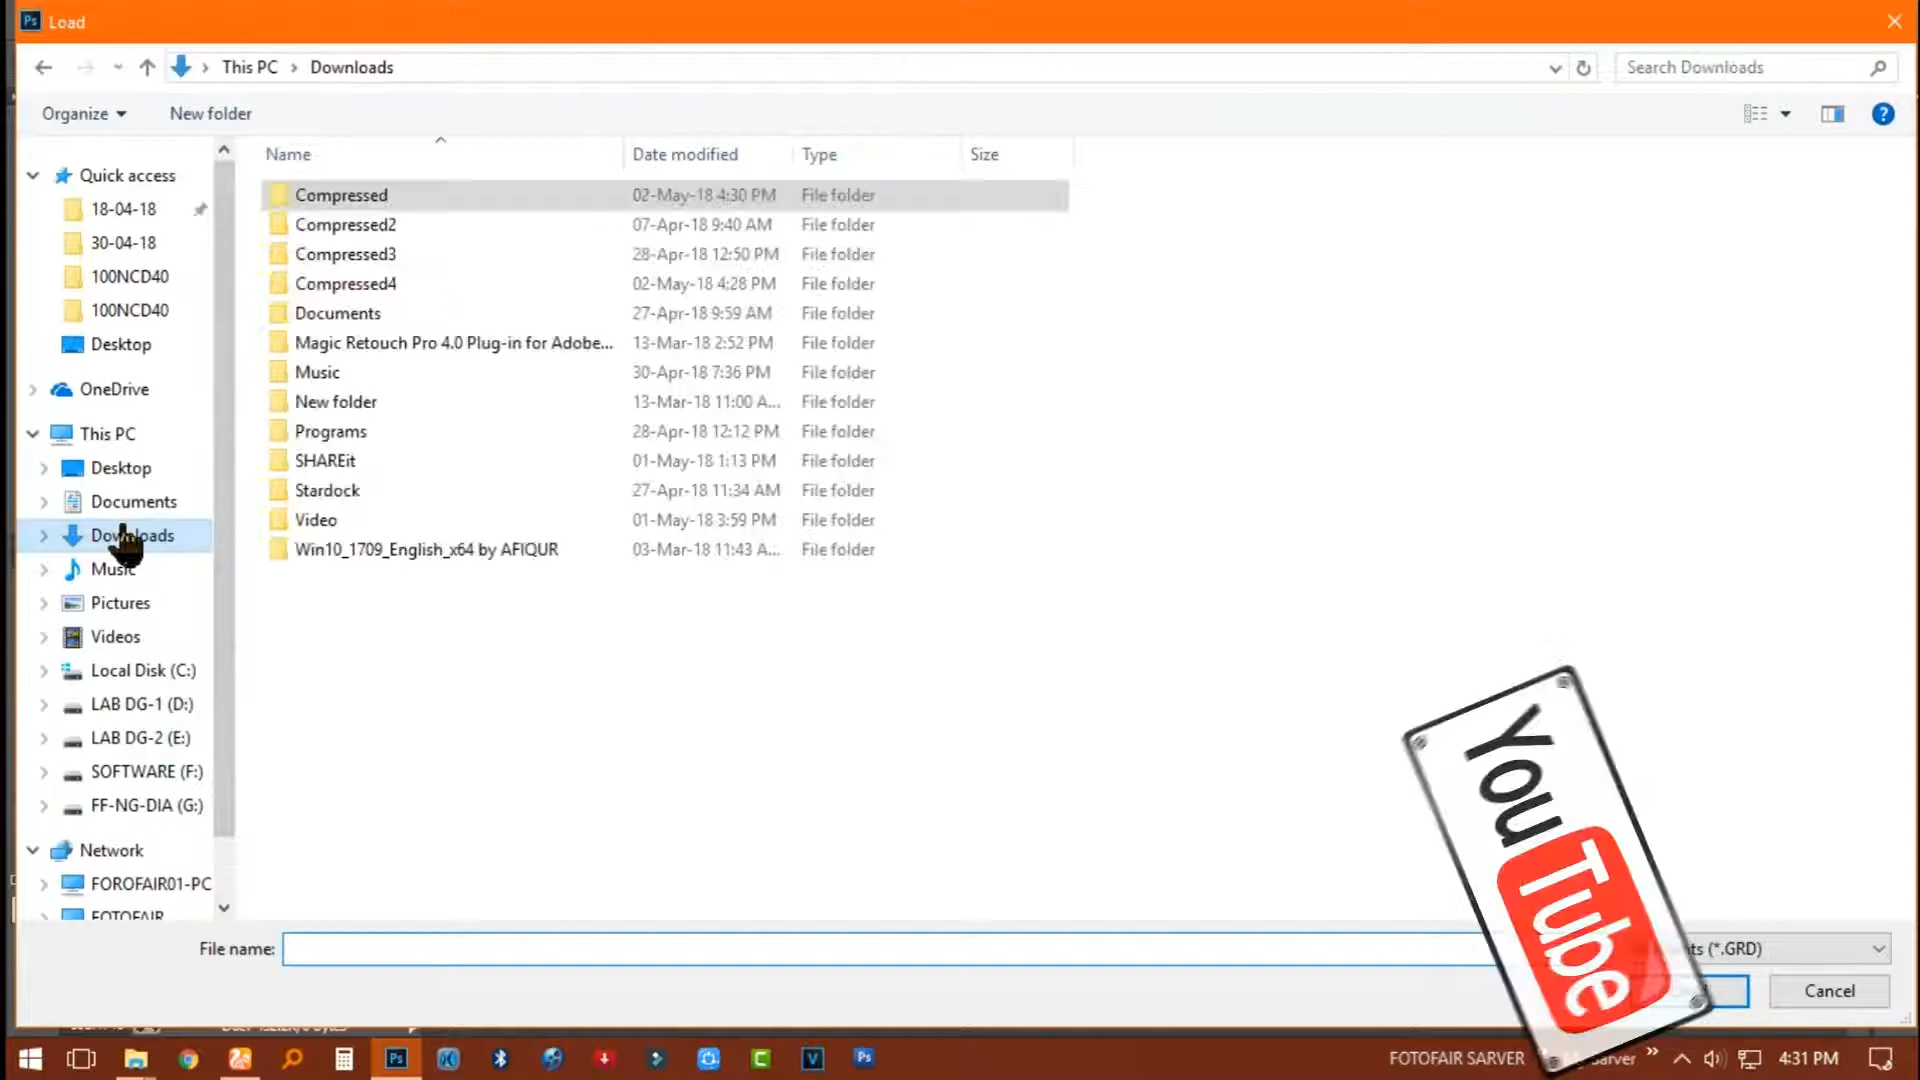 Ps Load
This PC > Downloads
Search Downloads
Organize
New folder
Name Date modified Type Size
Quick access
18-04-18
30-04-18
100NCD40
100NCD40
Desktop
OneDrive
This PC
Desktop
Documents
Downloads
Music
Pictures
Videos
Local Disk (C:)
LAB DG-1 (D:)
LAB DG-2 (E:)
SOFTWARE (F:)
FF-NG-DIA (G:)
Network
FOROFAIR01-PC
FOTOFAIR
Compressed 02-May-18 4:30 PM File folder
Compressed2 07-Apr-18 9:40 AM File folder
Compressed3 28-Apr-18 12:50 PM File folder
Compressed4 02-May-18 4:28 PM File folder
Documents 27-Apr-18 9:59 AM File folder
Magic Retouch Pro 4.0 Plug-in for Adobe... 13-Mar-18 2:52 PM File folder
Music 30-Apr-18 7:36 PM File folder
New folder 13-Mar-18 11:00 A... File folder
Programs 28-Apr-18 12:12 PM File folder
SHAREit 01-May-18 1:13 PM File folder
Stardock 27-Apr-18 11:34 AM File folder
Video 01-May-18 3:59 PM File folder
Win10_1709_English_x64 by AFIQUR 03-Mar-18 11:43 A... File folder
YouTube
File name:
(*.GRD)
Cancel
FOTOFAIR SARVER
4:31 PM